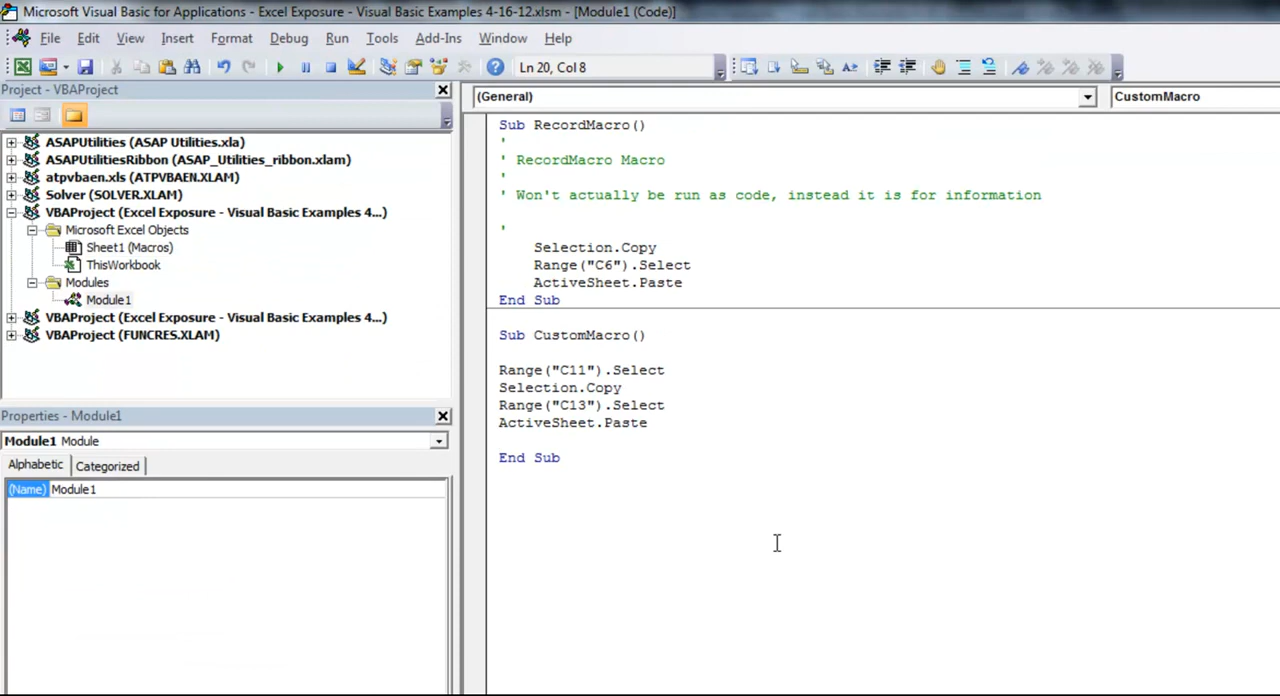 Microsoft Visual Basic for Applications - Excel Exposure - Visual Basic Examples 4-16-12.xlsm - [Module1 (Code)]
File Edit View Insert Format Debug Run Tools Add-Ins Window Help
Ln 20, Col 8
Project - VBAProject
ASAPUtilities (ASAP Utilities.xla)
ASAPUtilitiesRibbon (ASAP_Utilities_ribbon.xlam)
atpvbaen.xls (ATPVBAEN.XLAM)
Solver (SOLVER.XLAM)
VBAProject (Excel Exposure - Visual Basic Examples 4...)
Microsoft Excel Objects
Sheet1 (Macros)
ThisWorkbook
Modules
Module1
VBAProject (Excel Exposure - Visual Basic Examples 4...)
VBAProject (FUNCRES.XLAM)
Properties - Module1
Module1 Module
Alphabetic Categorized
(Name) Module1
(General) CustomMacro
Sub RecordMacro()
'
' RecordMacro Macro
'
' Won't actually be run as code, instead it is for information
'
Selection.Copy
Range("C6").Select
ActiveSheet.Paste
End Sub
Sub CustomMacro()
Range("C11").Select
Selection.Copy
Range("C13").Select
ActiveSheet.Paste
End Sub